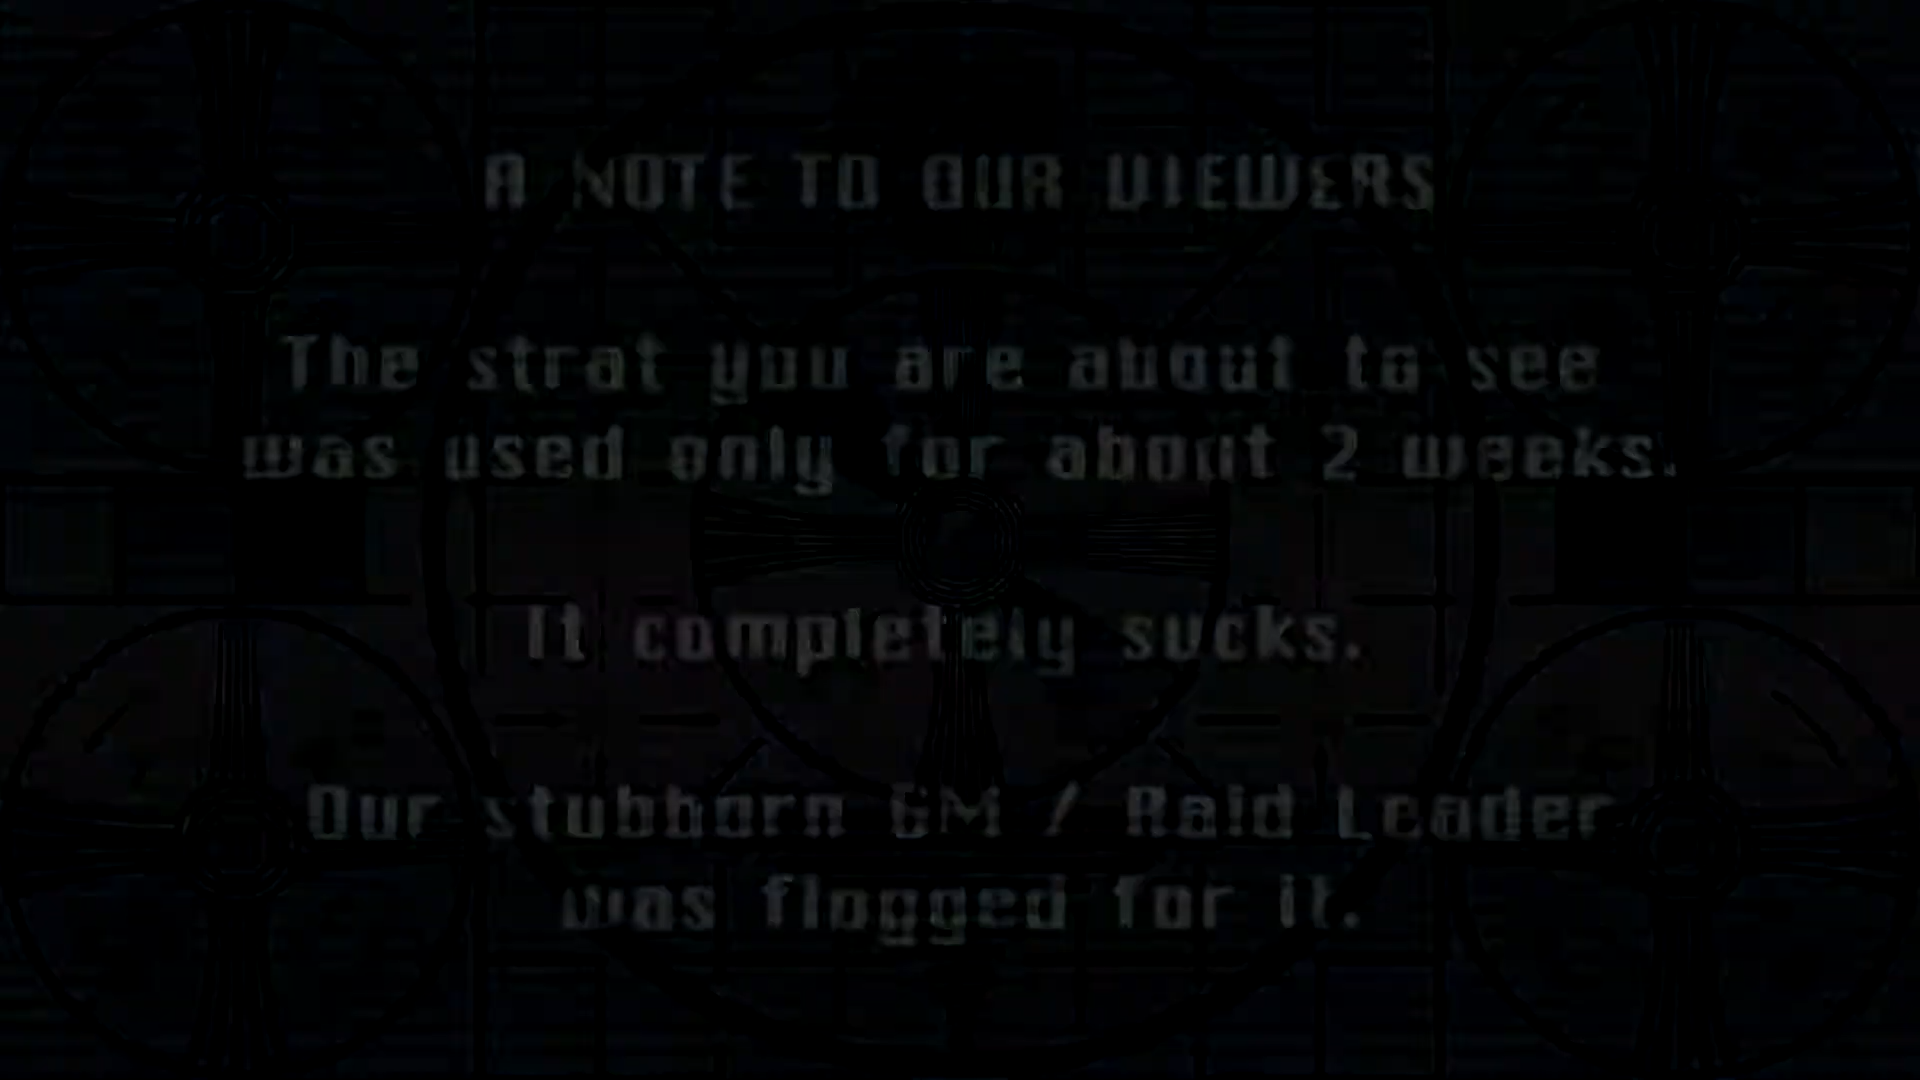 A NOTE TO OUR VIEWERS
The strat you are about to see
was used only for about 2 weeks.
It completely sucks.
Our stubborn GM / Raid Leader
was flogged for it.